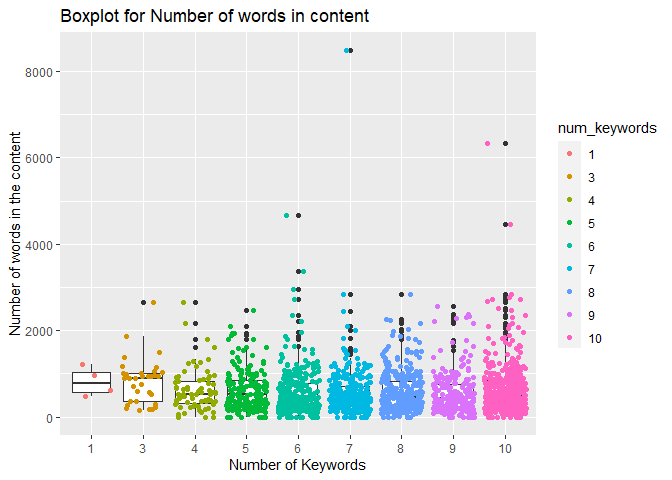 Boxplot for Number of words in content
Number of words in the content
8000
6000
4000
2000
0
1 3 4 5 6 7 8 9 10
Number of Keywords
num_keywords
1
3
4
5
6
7
8
9
10